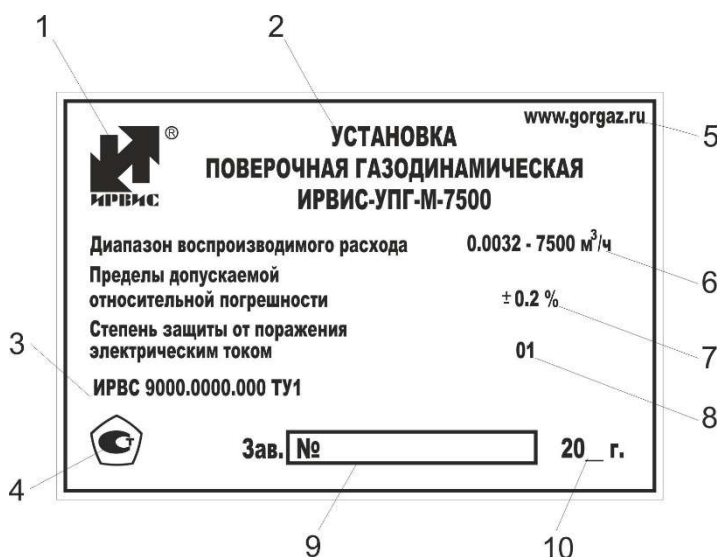 1
2
www.gorgaz.ru
5
®
ИРВИС
УСТАНОВКА
ПОВЕРОЧНАЯ ГАЗОДИНАМИЧЕСКАЯ
ИРВИС-УПГ-М-7500
Диапазон воспроизводимого расхода 0.0032 - 7500 м³/ч
6
Пределы допускаемой
относительной погрешности ± 0.2 %
7
Степень защиты от поражения
электрическим током 01
3
8
ИРВС 9000.0000.000 ТУ1
4
Зав. № 20__ г.
9
10